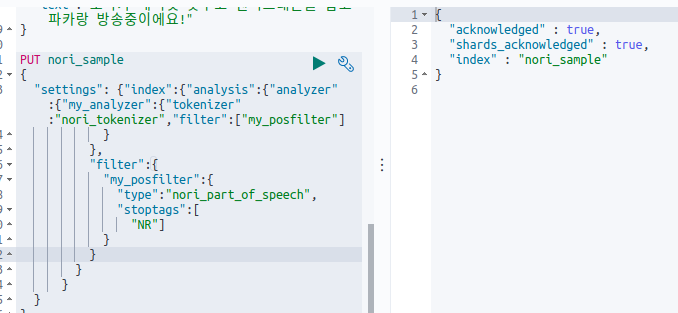 파카랑 방송중이에요!"
}
PUT nori_sample
{
"settings": {"index":{"analysis":{"analyzer"
:{"my_analyzer":{"tokenizer"
:"nori_tokenizer","filter":["my_posfilter"]
}
},
"filter":{
"my_posfilter":{
"type":"nori_part_of_speech",
"stoptags":[
"NR"]
}
}
}
}
}
1 {
2 "acknowledged" : true,
3 "shards_acknowledged" : true,
4 "index" : "nori_sample"
5 }
6